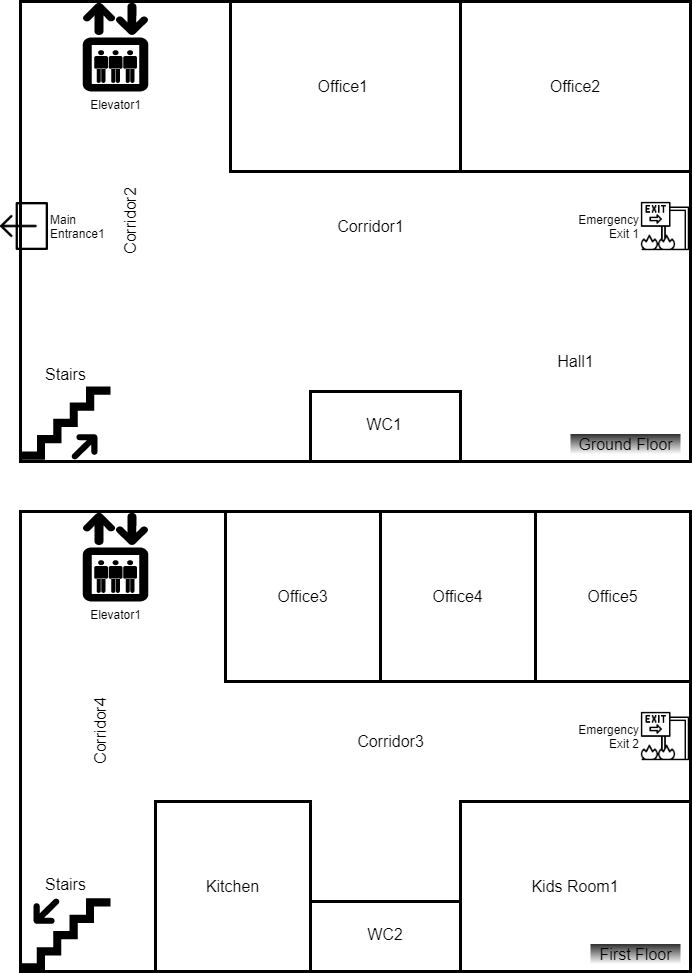 Elevator1
Office1
Office2
Corridor2
Main
Entrance1
Corridor1
Emergency
Exit 1
EXIT
Stairs
Hall1
WC1
Ground Floor
Elevator1
Office3
Office4
Office5
Corridor4
Corridor3
Emergency
Exit 2
EXIT
Stairs
Kitchen
Kids Room1
WC2
First Floor